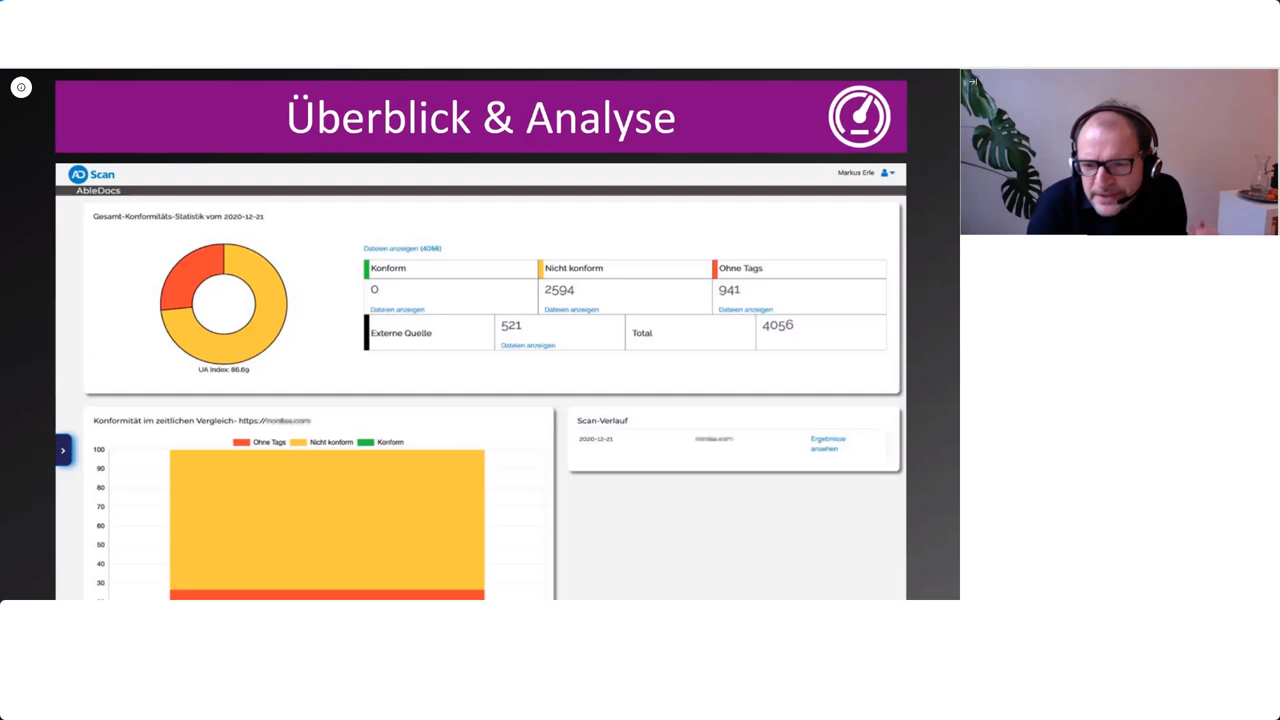 Überblick & Analyse
AD Scan
Markus Erle
AbleDocs
Gesamt-Konformitäts-Statistik vom 2020-12-21
Dateien anzeigen (4056)
Konform
Nicht konform
Ohne Tags
0
2594
941
Dateien anzeigen
Dateien anzeigen
Dateien anzeigen
Externe Quelle
521
Total
4056
Dateien anzeigen
UA Index: 86.69
Konformität im zeitlichen Vergleich- https://
Ohne Tags
Nicht konform
Konform
100
90
80
70
60
50
40
30
Scan-Verlauf
2020-12-21
Ergebnisse
ansehen